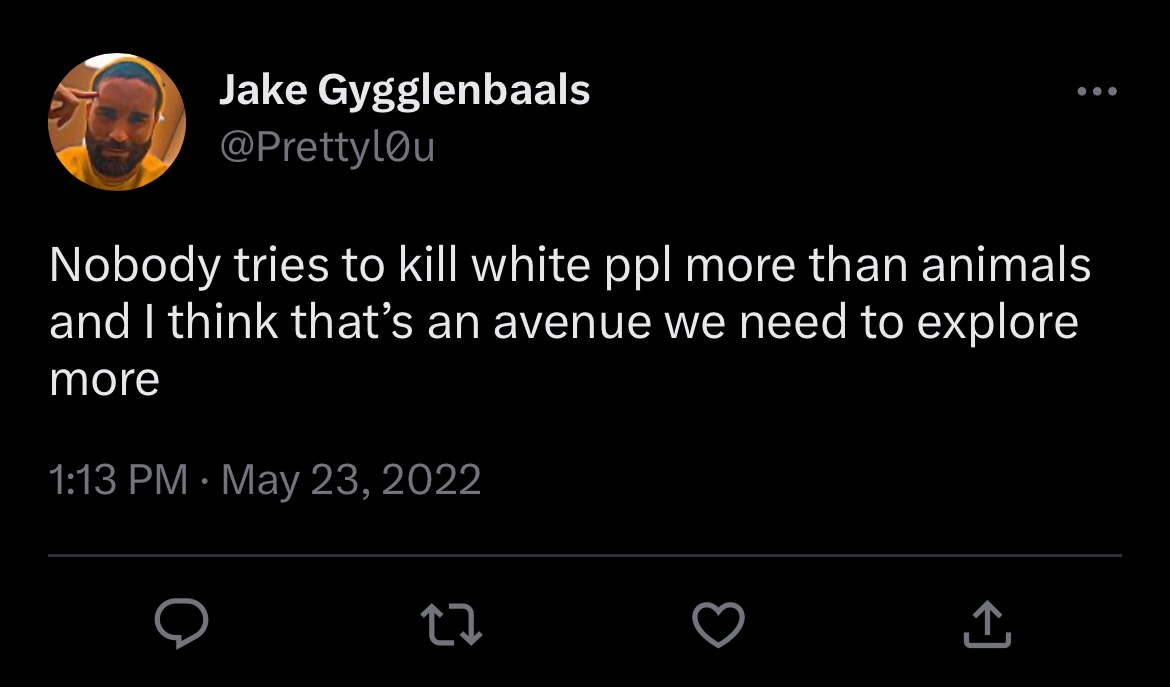 Jake Gygglenbaals
@Prettyl0u
Nobody tries to kill white ppl more than animals
and I think that’s an avenue we need to explore
more
1:13 PM · May 23, 2022